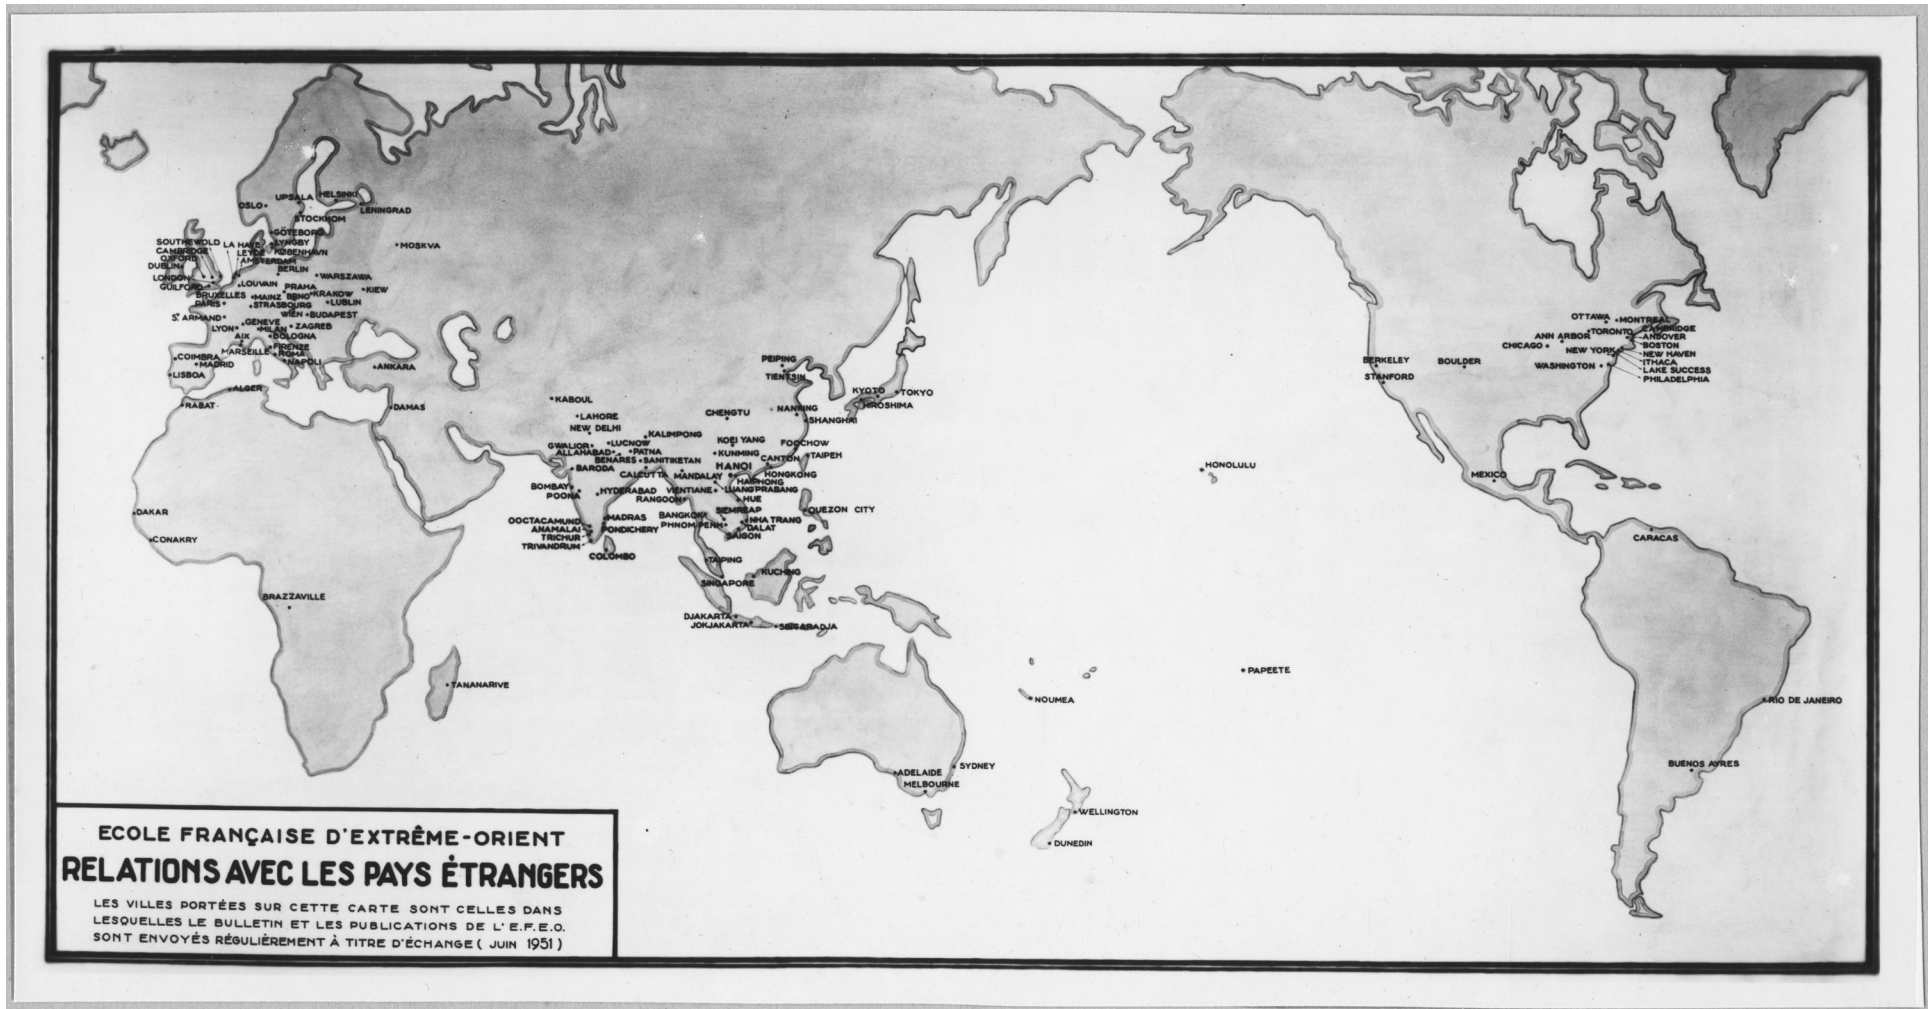 UPSALA
HELSINKI
OSLO
LENINGRAD
STOCKHOM
GÖTEBORG
SOUTHEWOLD
LA HAYE
LYNGBY
MOSKVA
CAMBRIDGE
LEYDE
KØBENHAVN
OXFORD
AMSTERDAM
DUBLIN
BERLIN
LONDON
WARSZAWA
GUILFORD
LOUVAIN
PRAHA
KIEW
BRUXELLES
MAINZ
BRNO
KRAKOW
PARIS
STRASBOURG
LUBLIN
ST ARMAND
WIEN
BUDAPEST
GENEVE
LYON
MILAN
ZAGREB
AIX
BOLOGNA
FIRENZE
MARSEILLE
ROMA
COIMBRA
NAPOLI
MADRID
ANKARA
LISBOA
ALGER
RABAT
DAMAS
DAKAR
CONAKRY
BRAZZAVILLE
TANANARIVE
PEIPING
TIENTSIN
KABOUL
KYOTO
TOKYO
HIROSHIMA
LAHORE
CHENGTU
NANKING
NEW DELHI
SHANGHAI
KALIMPONG
GWALIOR
LUCNOW
KOEI YANG
FOOCHOW
ALLAHABAD
PATNA
KUNMING
TAIPEH
BENARES
SANITIKETAN
CANTON
BARODA
HANOI
CALCUTTA
MANDALAY
HONGKONG
HAIPHONG
BOMBAY
LUANG PRABANG
POONA
HYDERABAD
VIENTIANE
RANGOON
HUE
SIEMREAP
QUEZON CITY
BANGKOK
MADRAS
NHA TRANG
OOCTACAMUND
PHNOM PENH
ANAMALAI
PONDICHERY
DALAT
TRICHUR
SAIGON
TRIVANDRUM
COLOMBO
TAIPING
KUCHING
SINGAPORE
DJAKARTA
JOKJAKARTA
ADELAIDE
SYDNEY
MELBOURNE
NOUMEA
WELLINGTON
DUNEDIN
HONOLULU
PAPEETE
OTTAWA
MONTREAL
ANN ARBOR
TORONTO
CAMBRIDGE
ANDOVER
CHICAGO
BOSTON
NEW YORK
NEW HAVEN
BERKELEY
BOULDER
WASHINGTON
ITHACA
STANFORD
LAKE SUCCESS
PHILADELPHIA
MEXICO
CARACAS
RIO DE JANEIRO
BUENOS AYRES
ECOLE FRANÇAISE D'EXTRÊME-ORIENT
RELATIONS AVEC LES PAYS ÉTRANGERS
LES VILLES PORTÉES SUR CETTE CARTE SONT CELLES DANS
LESQUELLES LE BULLETIN ET LES PUBLICATIONS DE L'E.F.E.O.
SONT ENVOYÉS RÉGULIÈREMENT À TITRE D'ÉCHANGE ( JUIN 1951 )